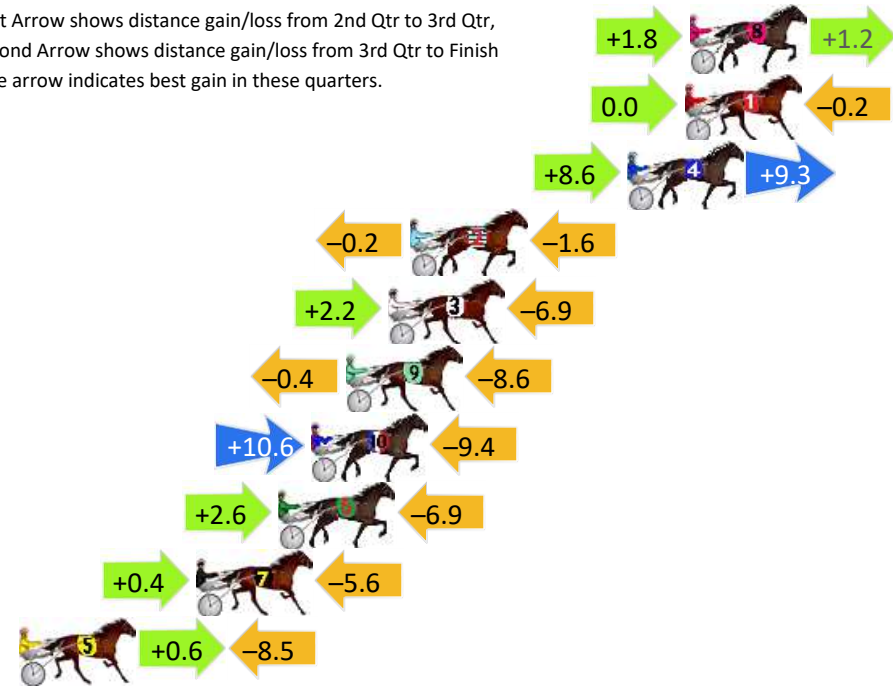 t Arrow shows distance gain/loss from 2nd Qtr to 3rd Qtr,
ond Arrow shows distance gain/loss from 3rd Qtr to Finish
e arrow indicates best gain in these quarters.
+1.8 8 +1.2
0.0 1 –0.2
+8.6 4 +9.3
–0.2 2 –1.6
+2.2 3 –6.9
–0.4 9 –8.6
+10.6 10 –9.4
+2.6 6 –6.9
+0.4 7 –5.6
5 +0.6 –8.5